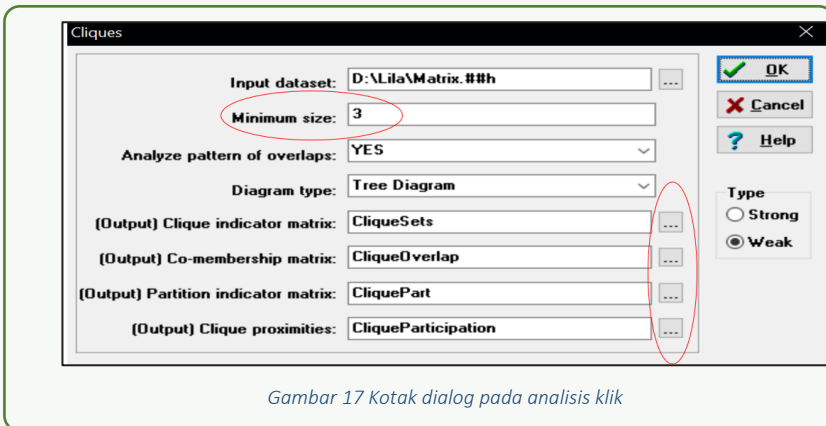 Cliques
Input dataset: D:\Lila\Matrix.##h ...
Minimum size: 3
Analyze pattern of overlaps: YES
Diagram type: Tree Diagram
(Output) Clique indicator matrix: CliqueSets ...
(Output) Co-membership matrix: CliqueOverlap ...
(Output) Partition indicator matrix: CliquePart ...
(Output) Clique proximities: CliqueParticipation ...
OK
Cancel
Help
Type
Strong
Weak
Gambar 17 Kotak dialog pada analisis klik